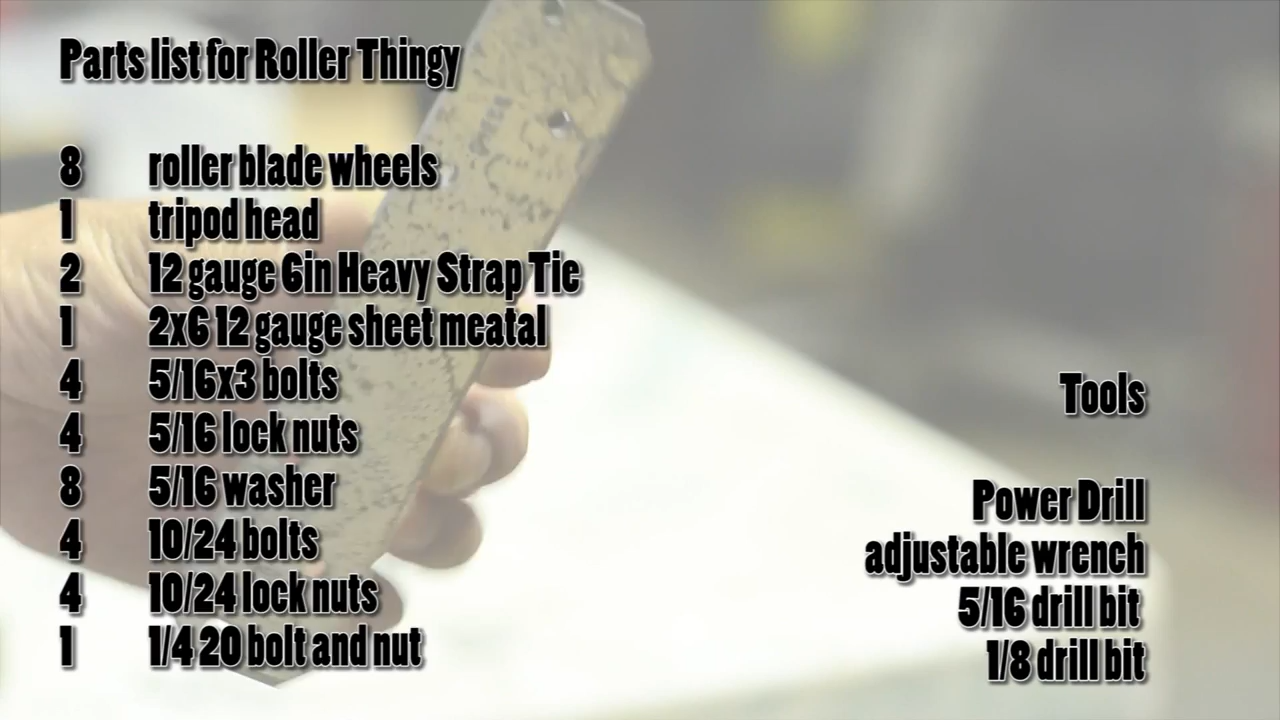 Parts list for Roller Thingy
8 roller blade wheels
1 tripod head
2 12 gauge 6in Heavy Strap Tie
1 2x6 12 gauge sheet meatal
4 5/16x3 bolts
4 5/16 lock nuts
8 5/16 washer
4 10/24 bolts
4 10/24 lock nuts
1 1/4 20 bolt and nut
Tools
Power Drill
adjustable wrench
5/16 drill bit
1/8 drill bit